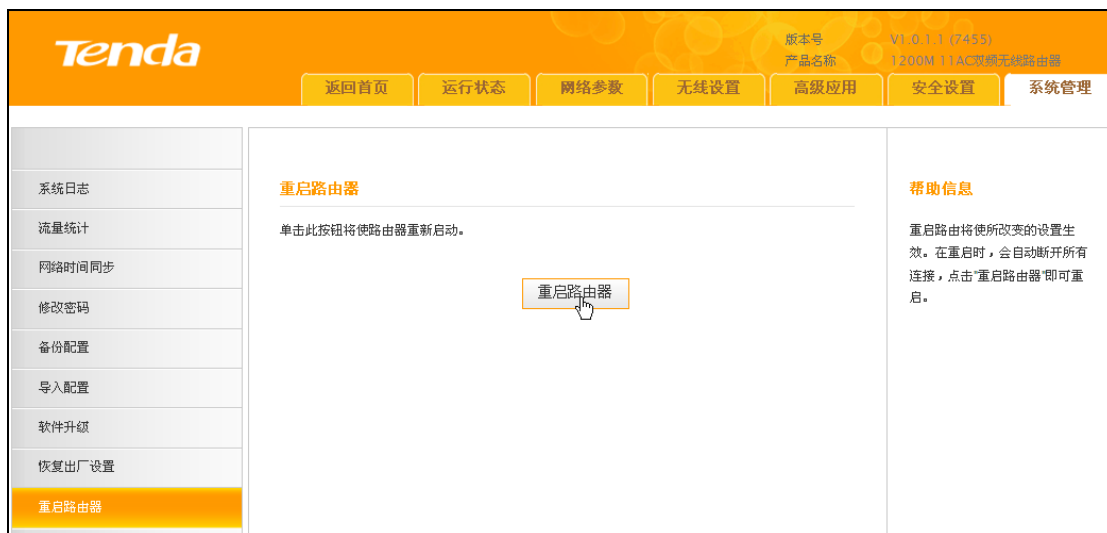 Tenda
版本号 V1.0.1.1 (7455)
产品名称 1200M 11AC双频无线路由器
返回首页 运行状态 网络参数 无线设置 高级应用 安全设置 系统管理
系统日志
流量统计
网络时间同步
修改密码
备份配置
导入配置
软件升级
恢复出厂设置
重启路由器
重启路由器
单击此按钮将使路由器重新启动。
重启路由器
帮助信息
重启路由将使所改变的设置生
效。在重启时，会自动断开所有
连接，点击"重启路由器"即可重
启。